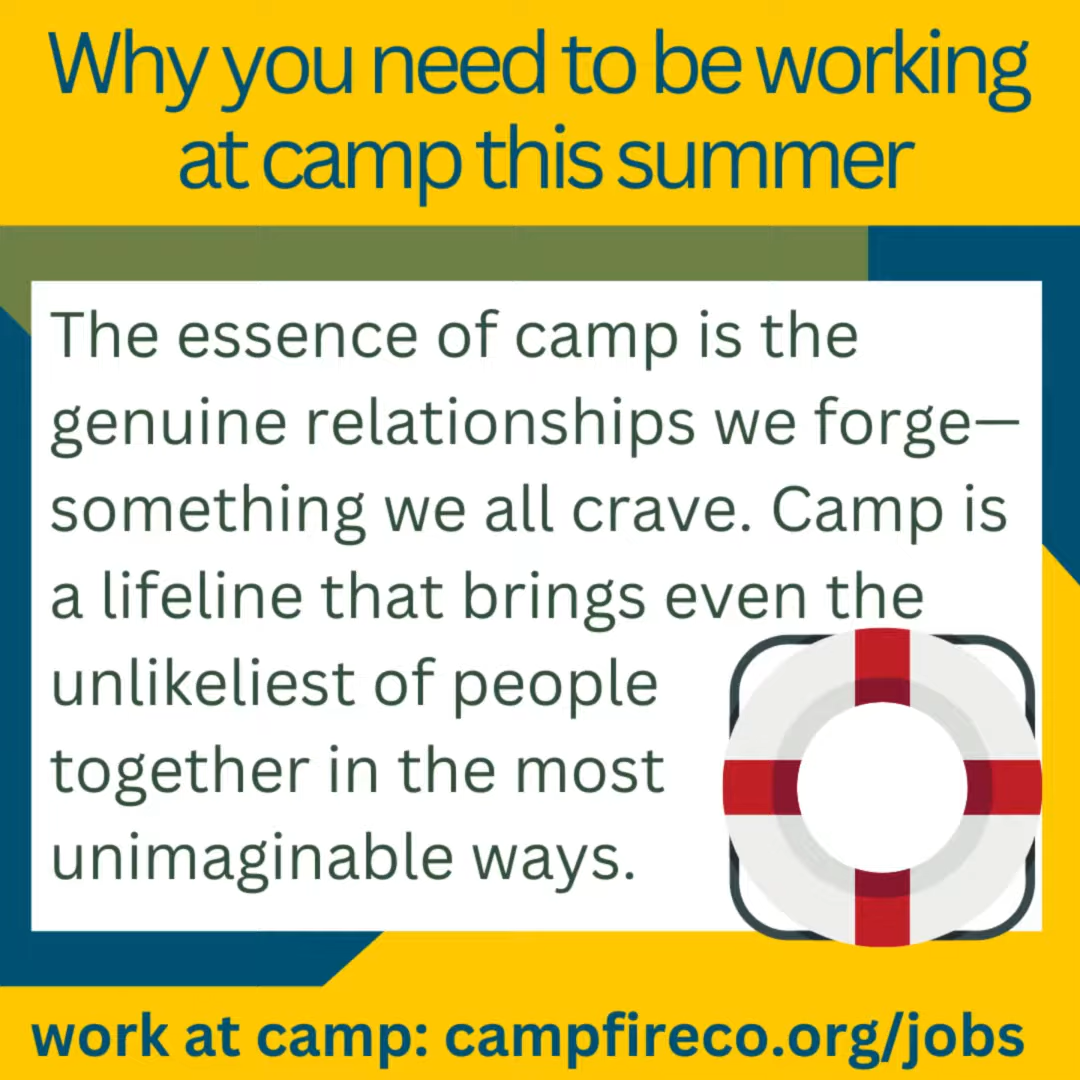 Why you need to be working
at camp this summer
The essence of camp is the
genuine relationships we forge—
something we all crave. Camp is
a lifeline that brings even the
unlikeliest of people
together in the most
unimaginable ways.
work at camp: campfireco.org/jobs